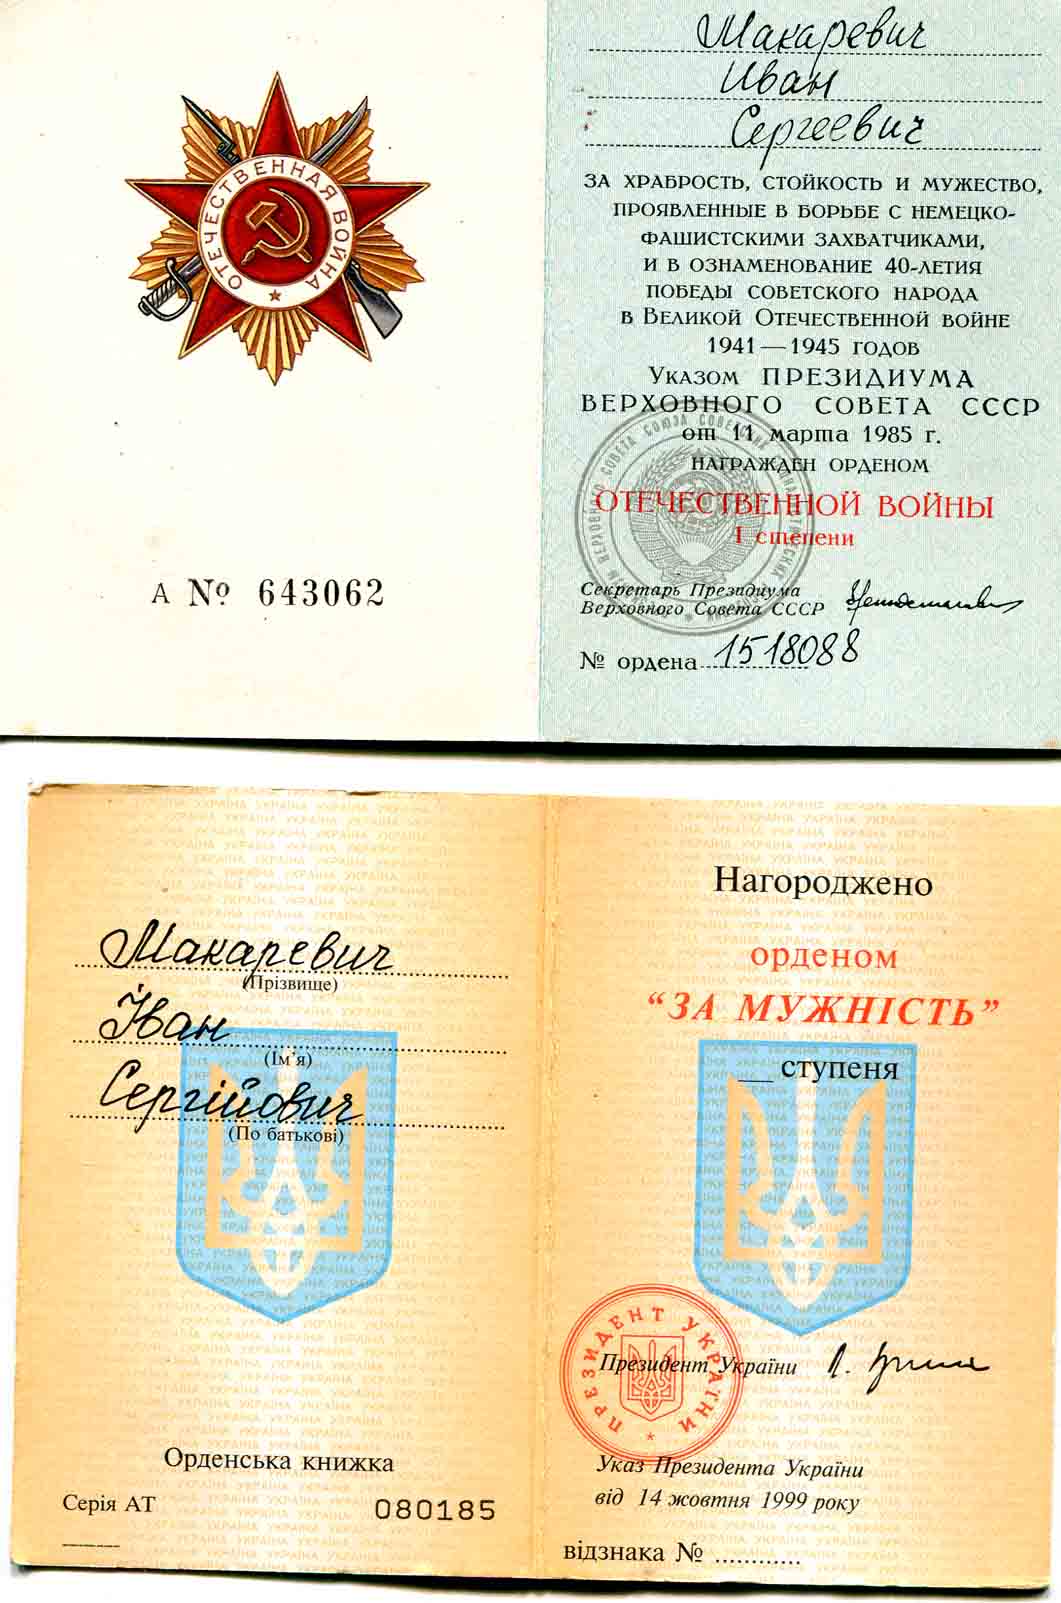 ОТЕЧЕСТВЕННАЯ ВОЙНА
А № 643062
Макаревич
Иван
Сергеевич
ЗА ХРАБРОСТЬ, СТОЙКОСТЬ И МУЖЕСТВО,
ПРОЯВЛЕННЫЕ В БОРЬБЕ С НЕМЕЦКО-
ФАШИСТСКИМИ ЗАХВАТЧИКАМИ,
И В ОЗНАМЕНОВАНИЕ 40-ЛЕТИЯ
ПОБЕДЫ СОВЕТСКОГО НАРОДА
В ВЕЛИКОЙ ОТЕЧЕСТВЕННОЙ ВОЙНЕ
1941—1945 ГОДОВ
УКАЗОМ ПРЕЗИДИУМА
ВЕРХОВНОГО СОВЕТА СССР
от 11 марта 1985 г.
НАГРАЖДЕН ОРДЕНОМ
ОТЕЧЕСТВЕННОЙ ВОЙНЫ
I степени
Секретарь Президиума
Верховного Совета СССР
№ ордена 1518088
Макаревич
(Прізвище)
Іван
(Ім'я)
Сергійович
(По батькові)
Орденська книжка
Серія АТ 080185
Нагороджено
орденом
“ЗА МУЖНІСТЬ”
__ ступеня
ПРЕЗИДЕНТ УКРАЇНИ
Президент України
Указ Президента України
від 14 жовтня 1999 року
відзнака № ............